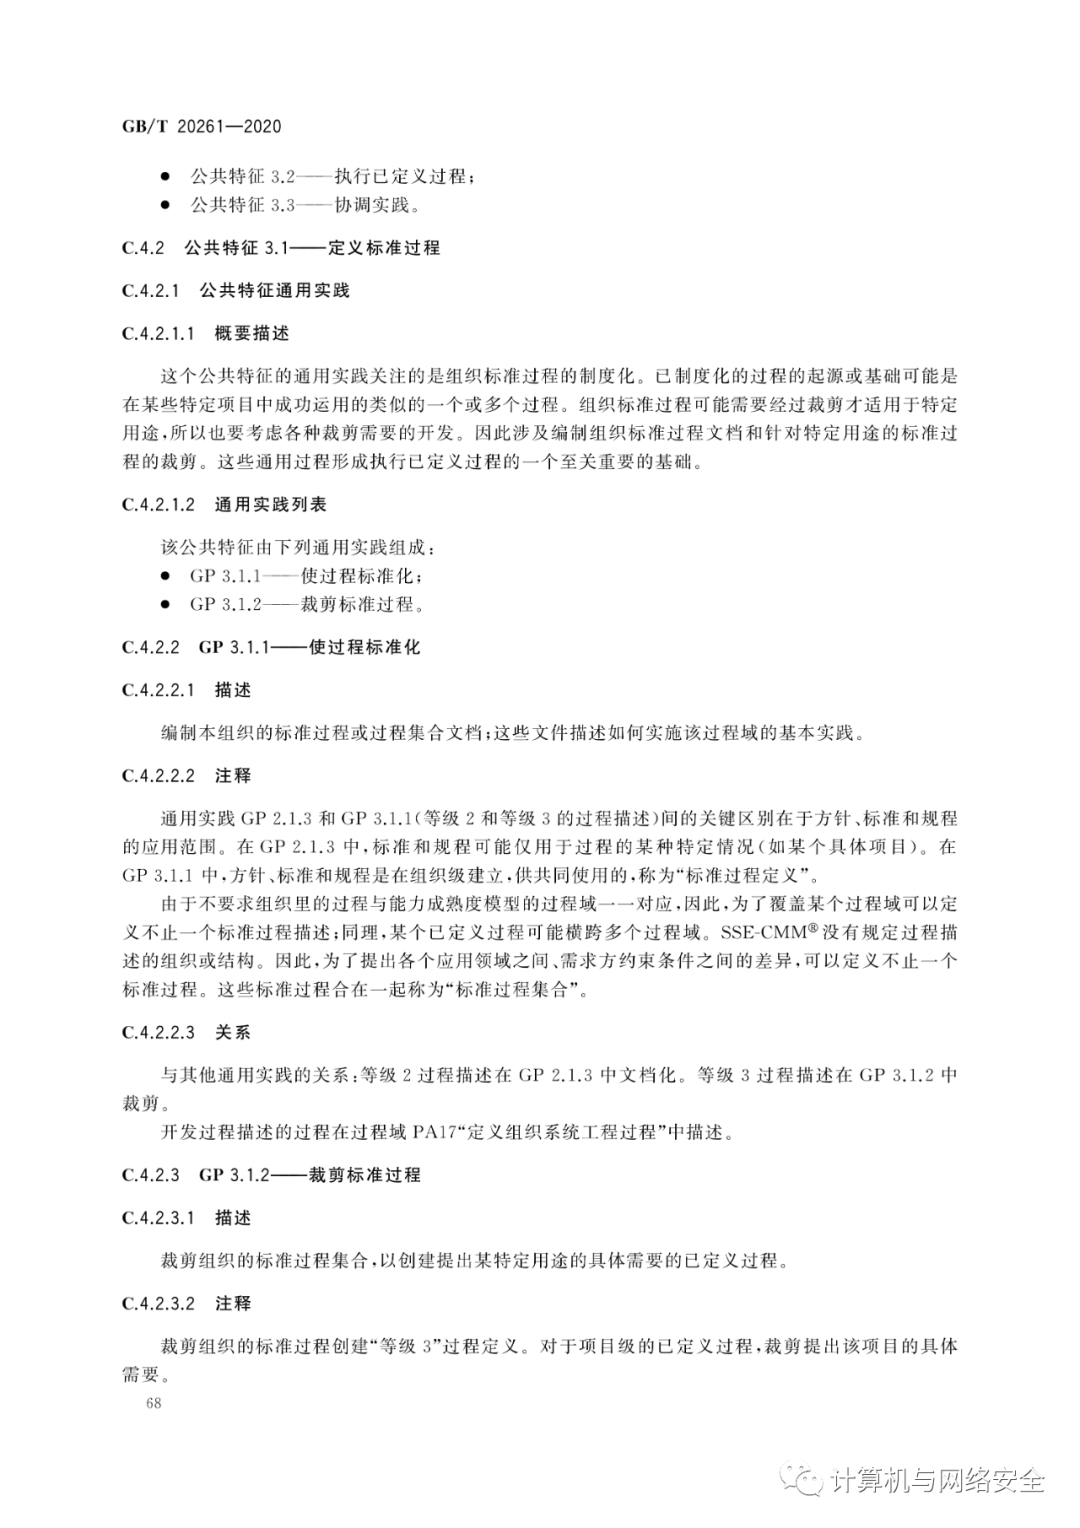 GB/T 20261—2020
● 公共特征 3.2——执行已定义过程;
● 公共特征 3.3——协调实践。
C.4.2 公共特征 3.1——定义标准过程
C.4.2.1 公共特征通用实践
C.4.2.1.1 概要描述
这个公共特征的通用实践关注的是组织标准过程的制度化。已制度化的过程的起源或基础可能是
在某些特定项目中成功运用的类似的一个或多个过程。组织标准过程可能需要经过裁剪才适用于特定
用途,所以也要考虑各种裁剪需要的开发。因此涉及编制组织标准过程文档和针对特定用途的标准过
程的裁剪。这些通用过程形成执行已定义过程的一个至关重要的基础。
C.4.2.1.2 通用实践列表
该公共特征由下列通用实践组成:
● GP 3.1.1——使过程标准化;
● GP 3.1.2——裁剪标准过程。
C.4.2.2 GP 3.1.1——使过程标准化
C.4.2.2.1 描述
编制本组织的标准过程或过程集合文档;这些文件描述如何实施该过程域的基本实践。
C.4.2.2.2 注释
通用实践 GP 2.1.3 和 GP 3.1.1(等级 2 和等级 3 的过程描述)间的关键区别在于方针、标准和规程
的应用范围。在 GP 2.1.3 中,标准和规程可能仅用于过程的某种特定情况(如某个具体项目)。在
GP 3.1.1 中,方针、标准和规程是在组织级建立,供共同使用的,称为“标准过程定义”。
由于不要求组织里的过程与能力成熟度模型的过程域一一对应,因此,为了覆盖某个过程域可以定
义不止一个标准过程描述;同理,某个已定义过程可能横跨多个过程域。SSE-CMM®没有规定过程描
述的组织或结构。因此,为了提出各个应用领域之间、需求方约束条件之间的差异,可以定义不止一个
标准过程。这些标准过程合在一起称为“标准过程集合”。
C.4.2.2.3 关系
与其他通用实践的关系:等级 2 过程描述在 GP 2.1.3 中文档化。等级 3 过程描述在 GP 3.1.2 中
裁剪。
开发过程描述的过程在过程域 PA17“定义组织系统工程过程”中描述。
C.4.2.3 GP 3.1.2——裁剪标准过程
C.4.2.3.1 描述
裁剪组织的标准过程集合,以创建提出某特定用途的具体需要的已定义过程。
C.4.2.3.2 注释
裁剪组织的标准过程创建“等级 3”过程定义。对于项目级的已定义过程,裁剪提出该项目的具体
需要。
68
计算机与网络安全